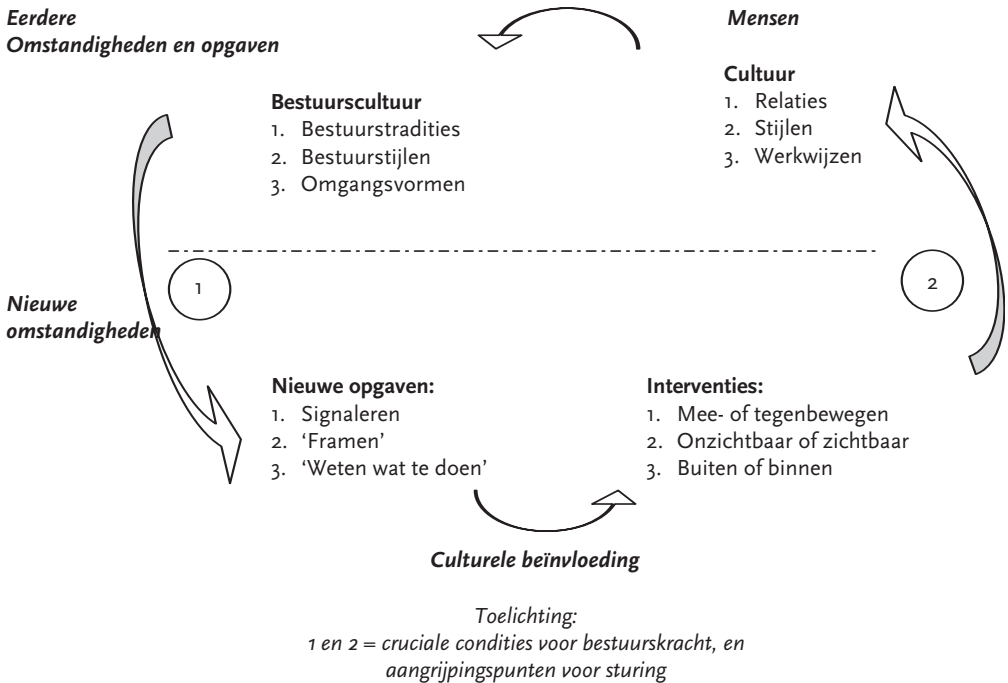 Eerdere
Omstandigheden en opgaven
Mensen
Bestuurscultuur
1. Bestuurstradities
2. Bestuurstijlen
3. Omgangsvormen
Cultuur
1. Relaties
2. Stijlen
3. Werkwijzen
1
2
Nieuwe
omstandigheden
Nieuwe opgaven:
1. Signaleren
2. ‘Framen’
3. ‘Weten wat te doen’
Interventies:
1. Mee- of tegenbewegen
2. Onzichtbaar of zichtbaar
3. Buiten of binnen
Culturele beïnvloeding
Toelichting:
1 en 2 = cruciale condities voor bestuurskracht, en
aangrijpingspunten voor sturing